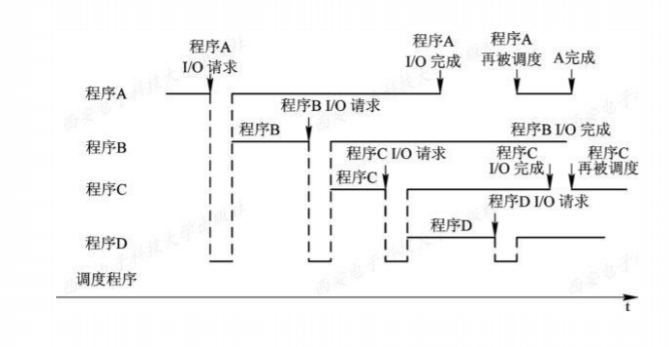 程序A
I/O 请求
程序A
I/O 完成
程序A
再被调度
A完成
程序A
程序B I/O 请求
程序B
程序B I/O 完成
程序B
程序C I/O 请求
程序C
I/O 完成
程序C
再被调度
程序C
程序C
程序D I/O 请求
程序D
程序D
调度程序
t